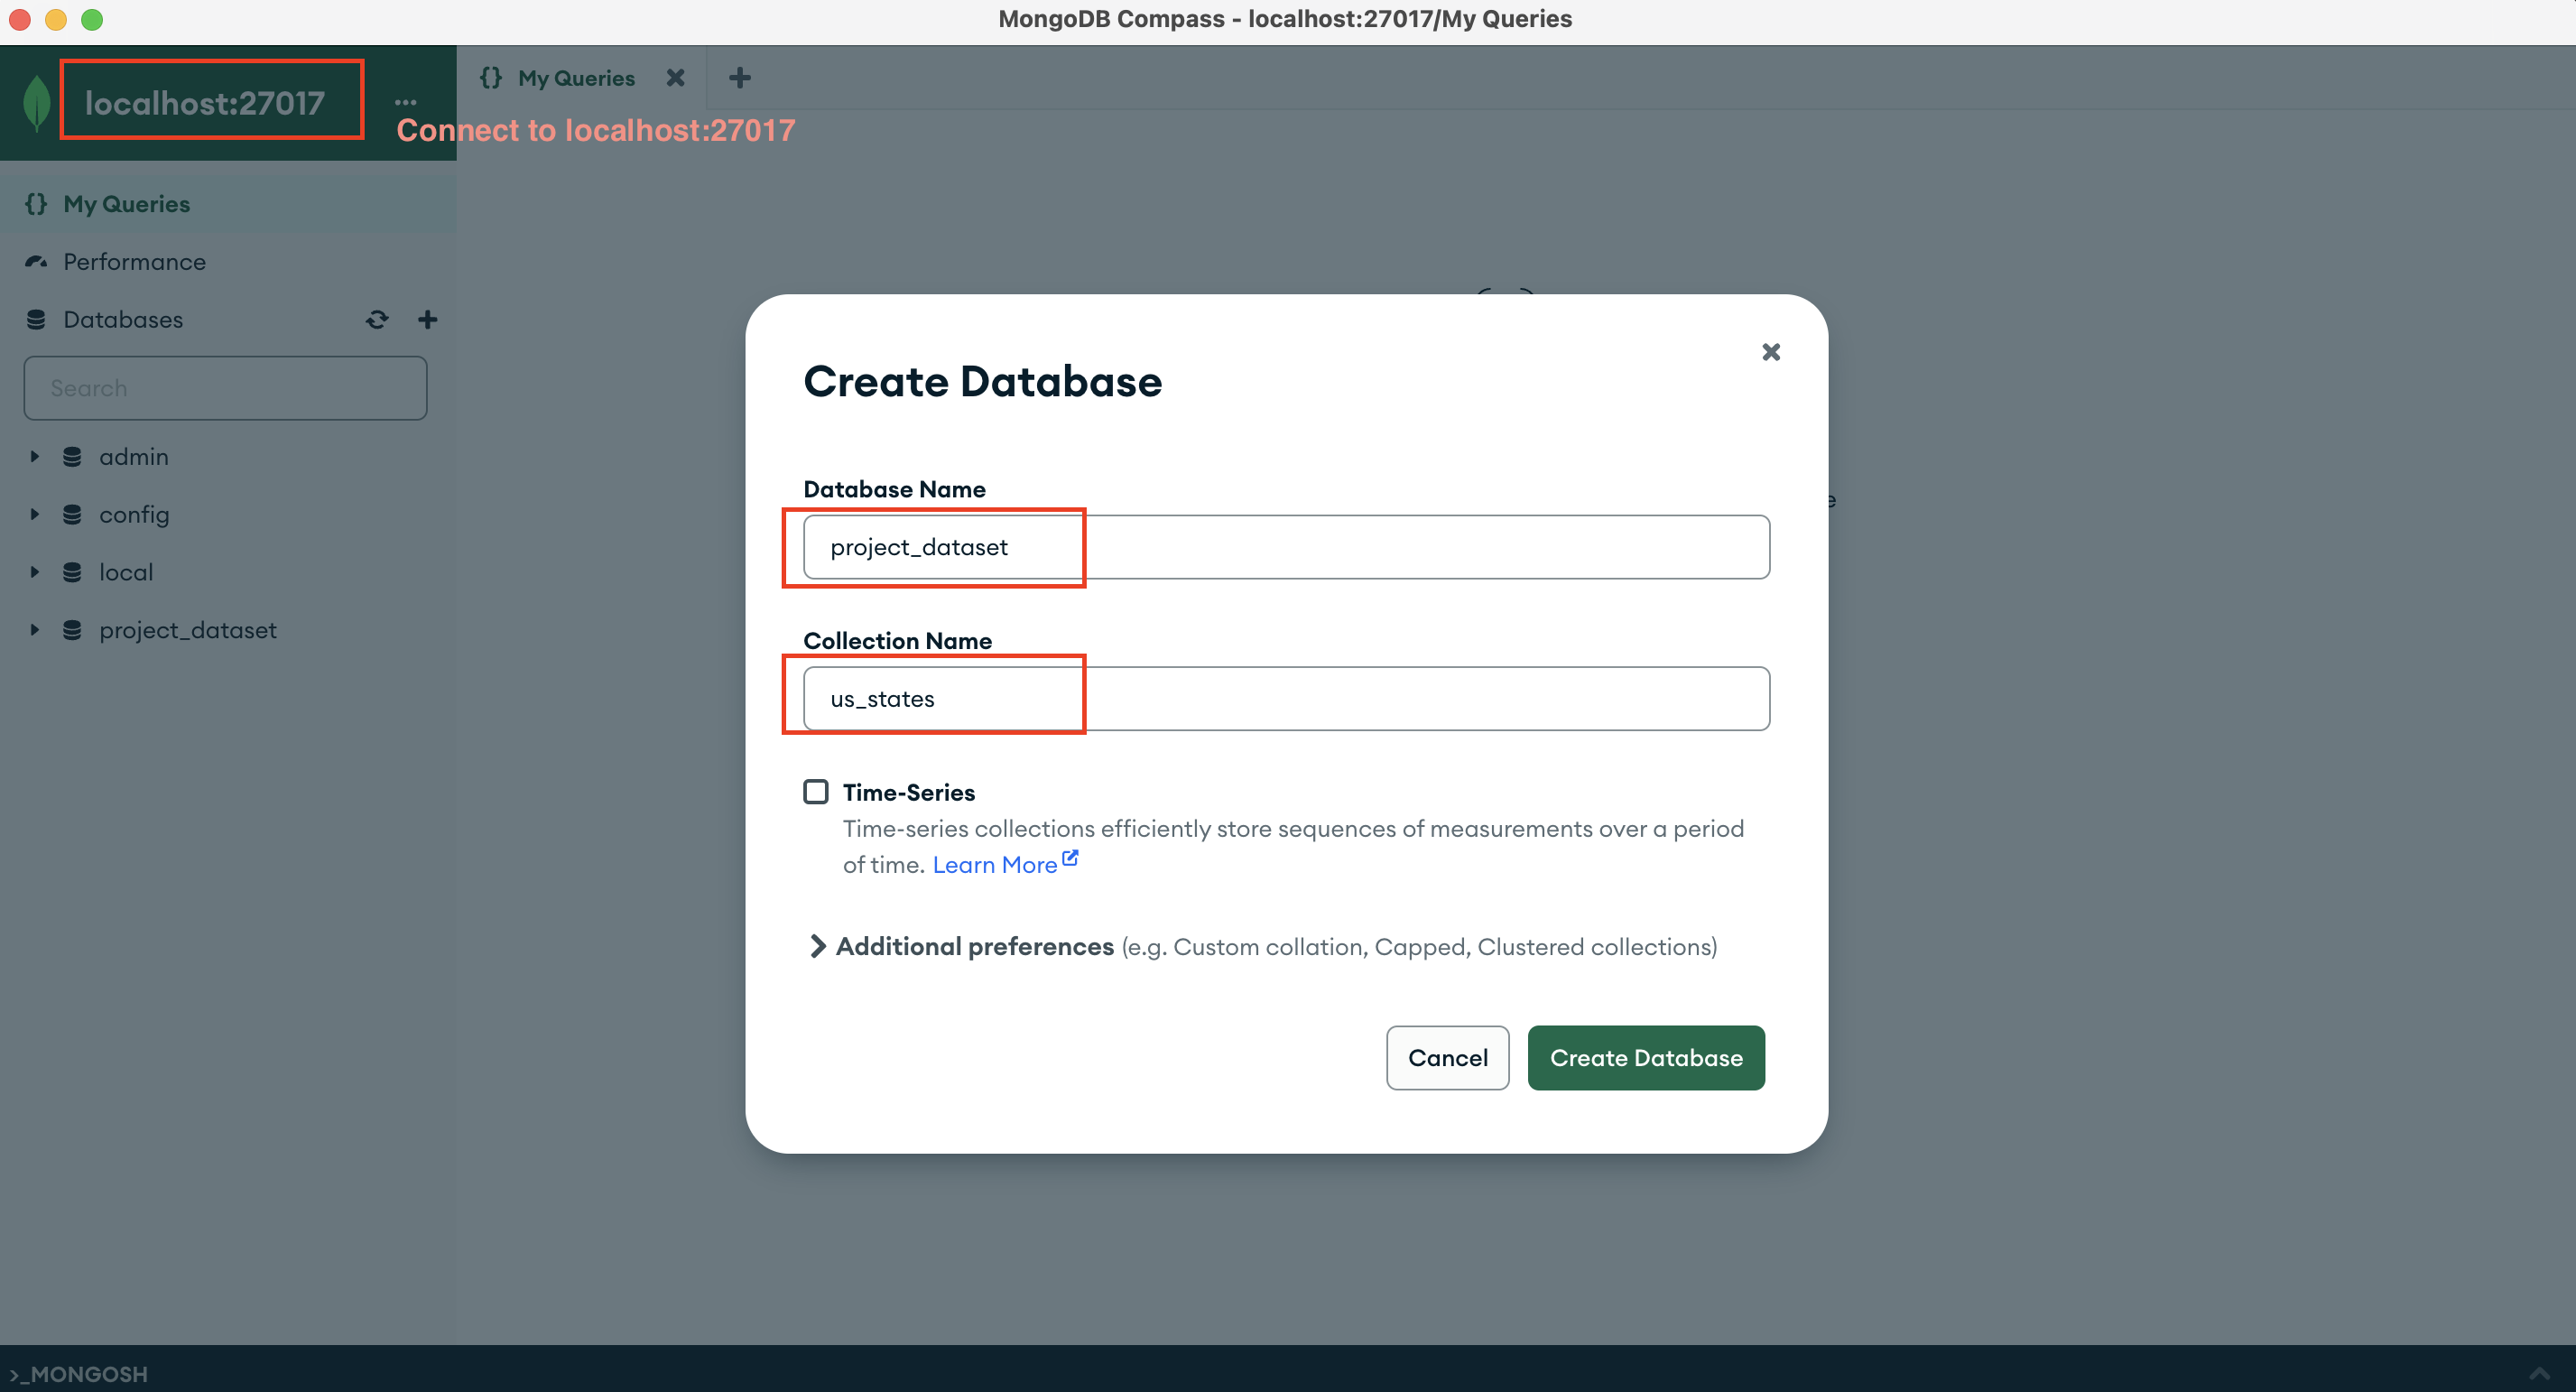 MongoDB Compass - localhost:27017/My Queries
localhost:27017 ...
{} My Queries
Connect to localhost:27017
{} My Queries
Performance
Databases
Search
admin
config
local
project_dataset
Create Database
Database Name
project_dataset
Collection Name
us_states
Time-Series
Time-series collections efficiently store sequences of measurements over a period
of time. Learn More
Additional preferences (e.g. Custom collation, Capped, Clustered collections)
Cancel
Create Database
>_MONGOSH